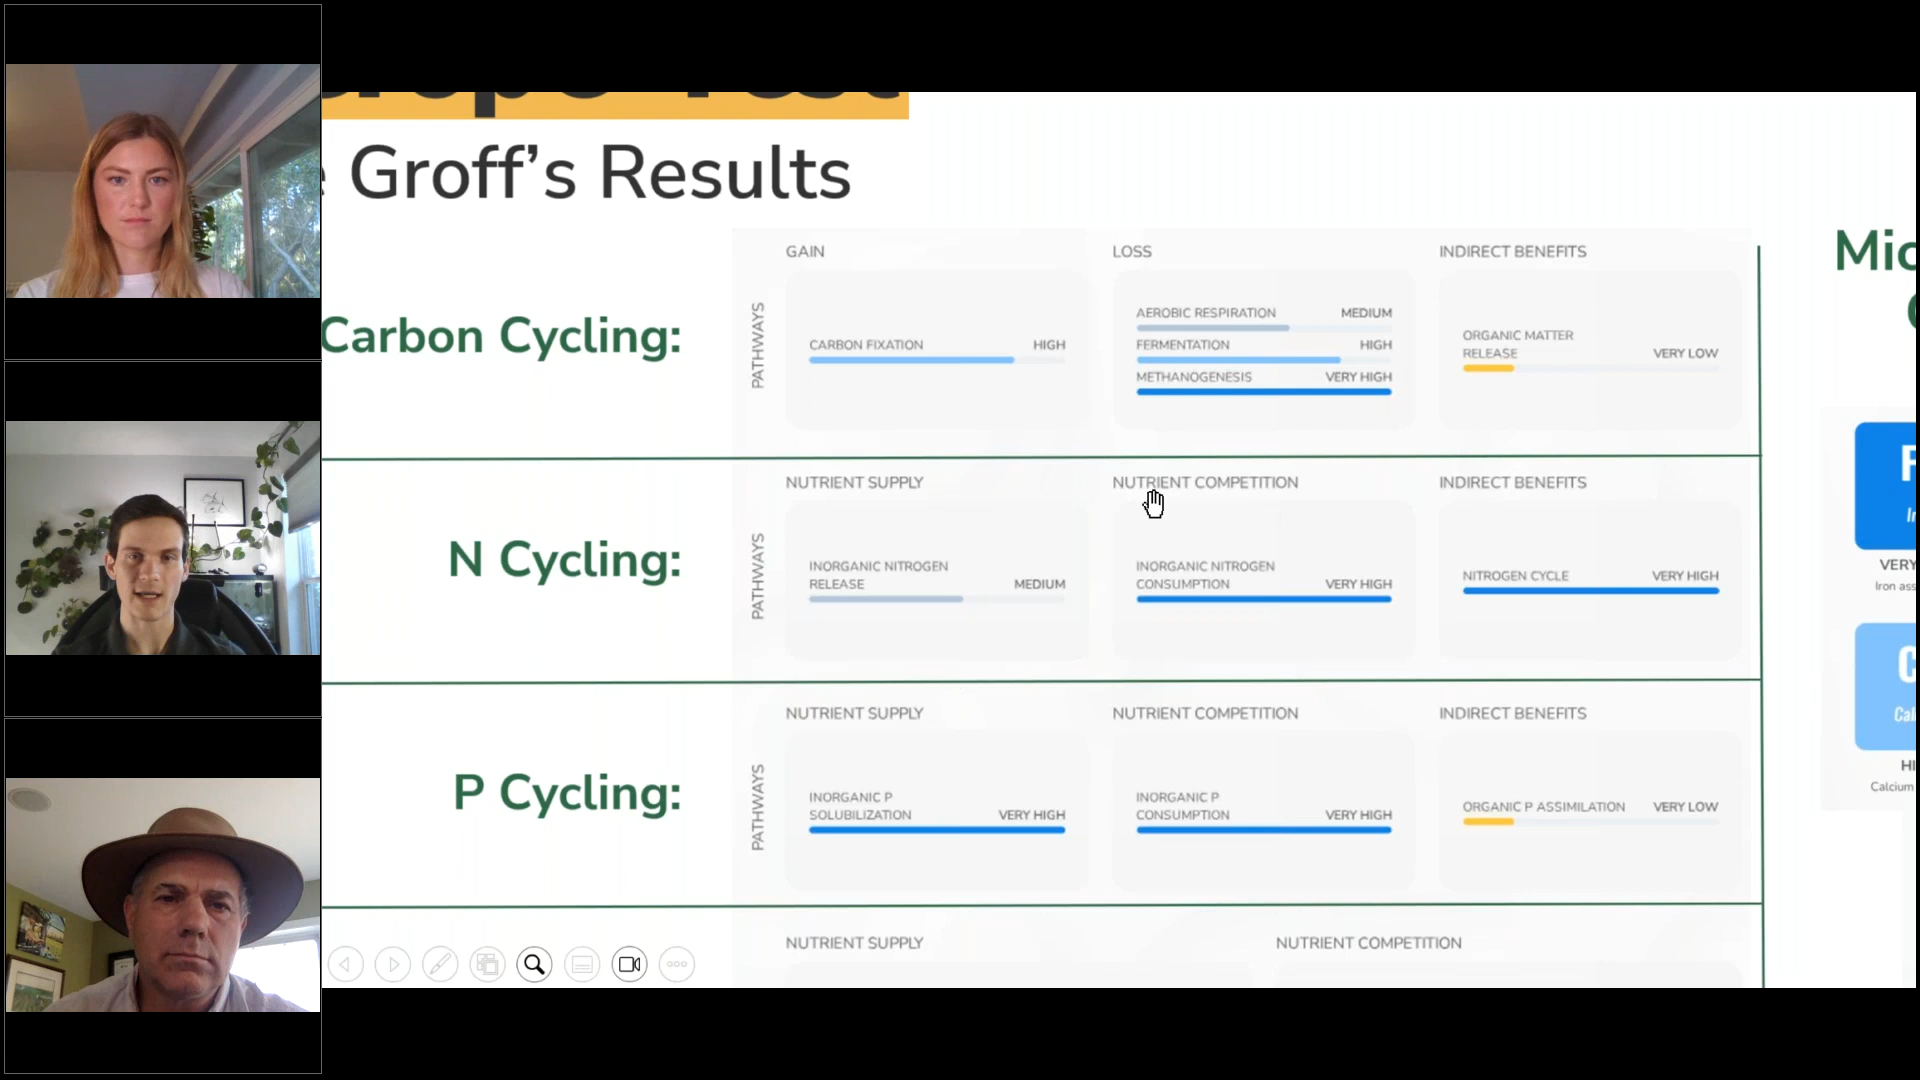 Groff's Results
GAIN
LOSS
INDIRECT BENEFITS
Carbon Cycling:
PATHWAYS
CARBON FIXATION HIGH
AEROBIC RESPIRATION MEDIUM
FERMENTATION HIGH
METHANOGENESIS VERY HIGH
ORGANIC MATTER
RELEASE VERY LOW
NUTRIENT SUPPLY
NUTRIENT COMPETITION
INDIRECT BENEFITS
N Cycling:
PATHWAYS
INORGANIC NITROGEN
RELEASE MEDIUM
INORGANIC NITROGEN
CONSUMPTION VERY HIGH
NITROGEN CYCLE VERY HIGH
NUTRIENT SUPPLY
NUTRIENT COMPETITION
INDIRECT BENEFITS
P Cycling:
PATHWAYS
INORGANIC P
SOLUBILIZATION VERY HIGH
INORGANIC P
CONSUMPTION VERY HIGH
ORGANIC P ASSIMILATION VERY LOW
NUTRIENT SUPPLY
NUTRIENT COMPETITION
Mic
VERY
Iron ass
Calcium